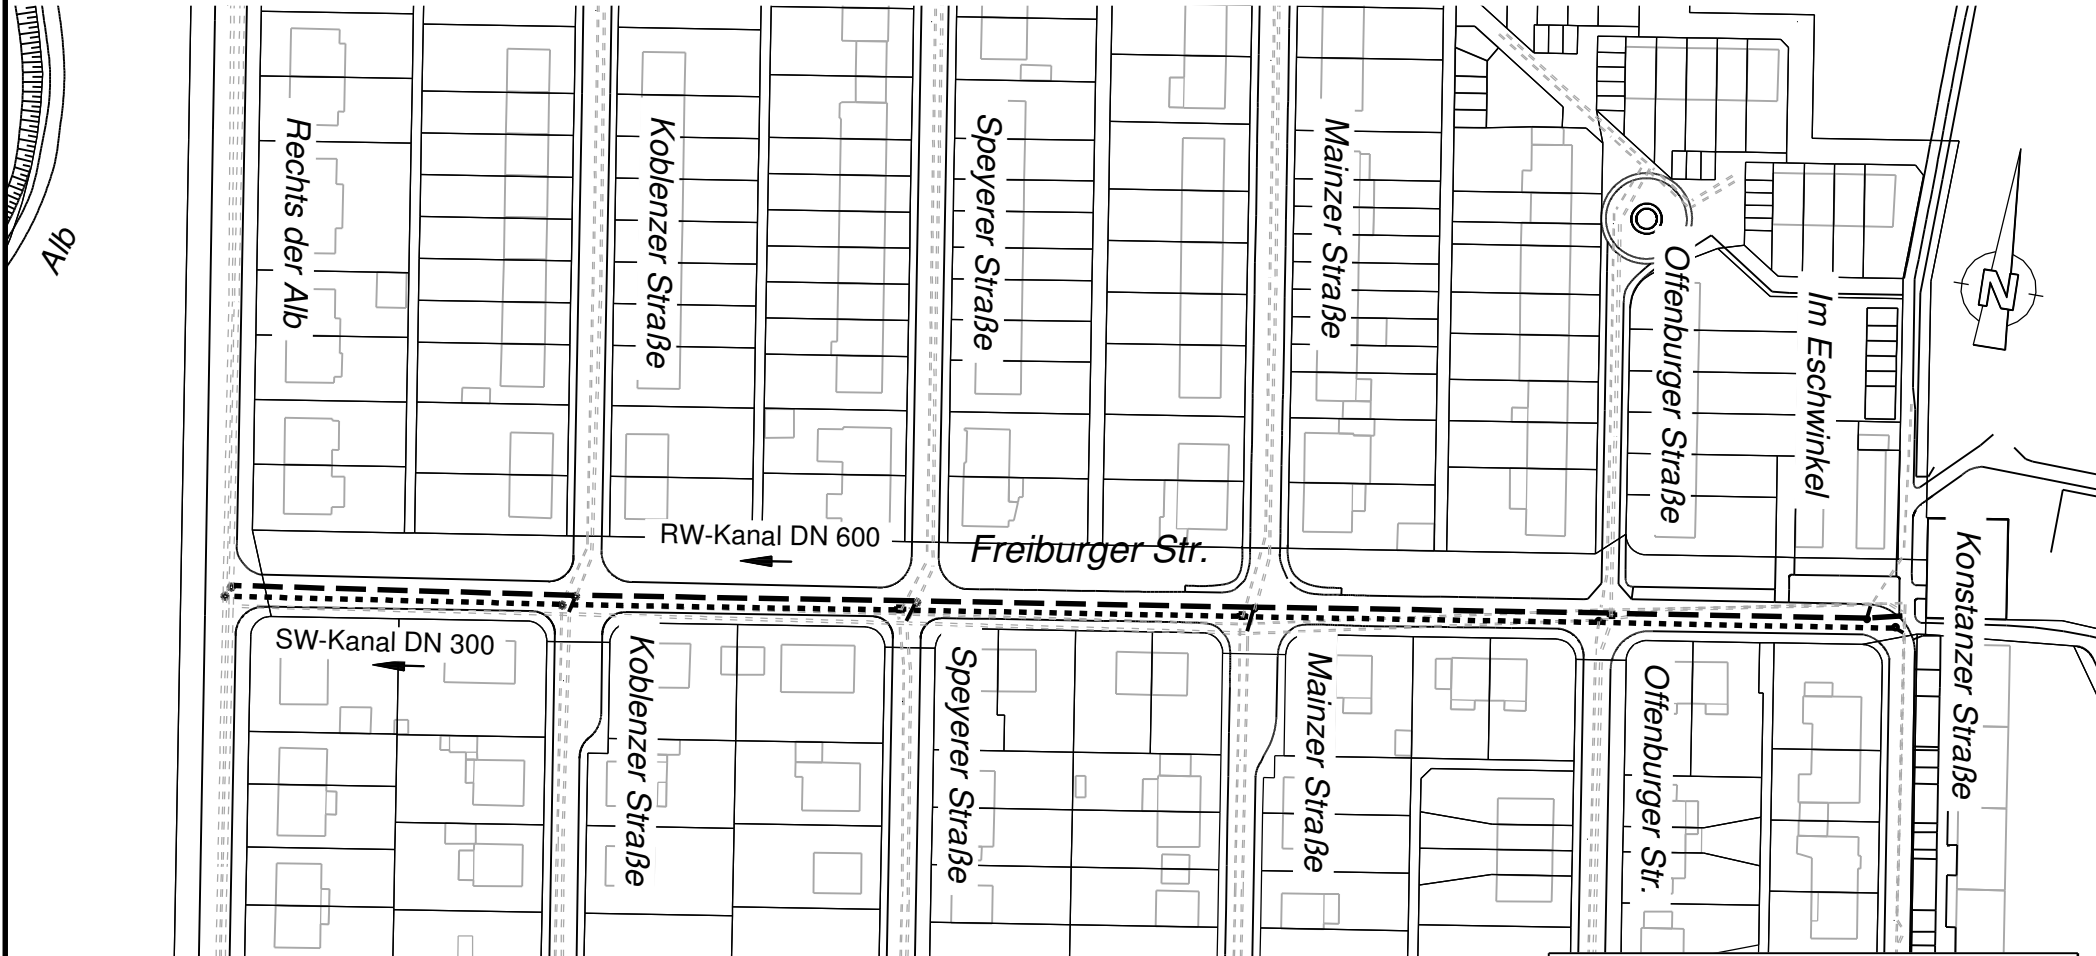 Rechts der Alb
Koblenzer Straße
Speyerer Straße
Mainzer Straße
Offenburger Straße
Im Eschwinkel
Alb
N
RW-Kanal DN 600
Freiburger Str.
Konstanzer Straße
SW-Kanal DN 300
Koblenzer Straße
Speyerer Straße
Mainzer Straße
Offenburger Str.